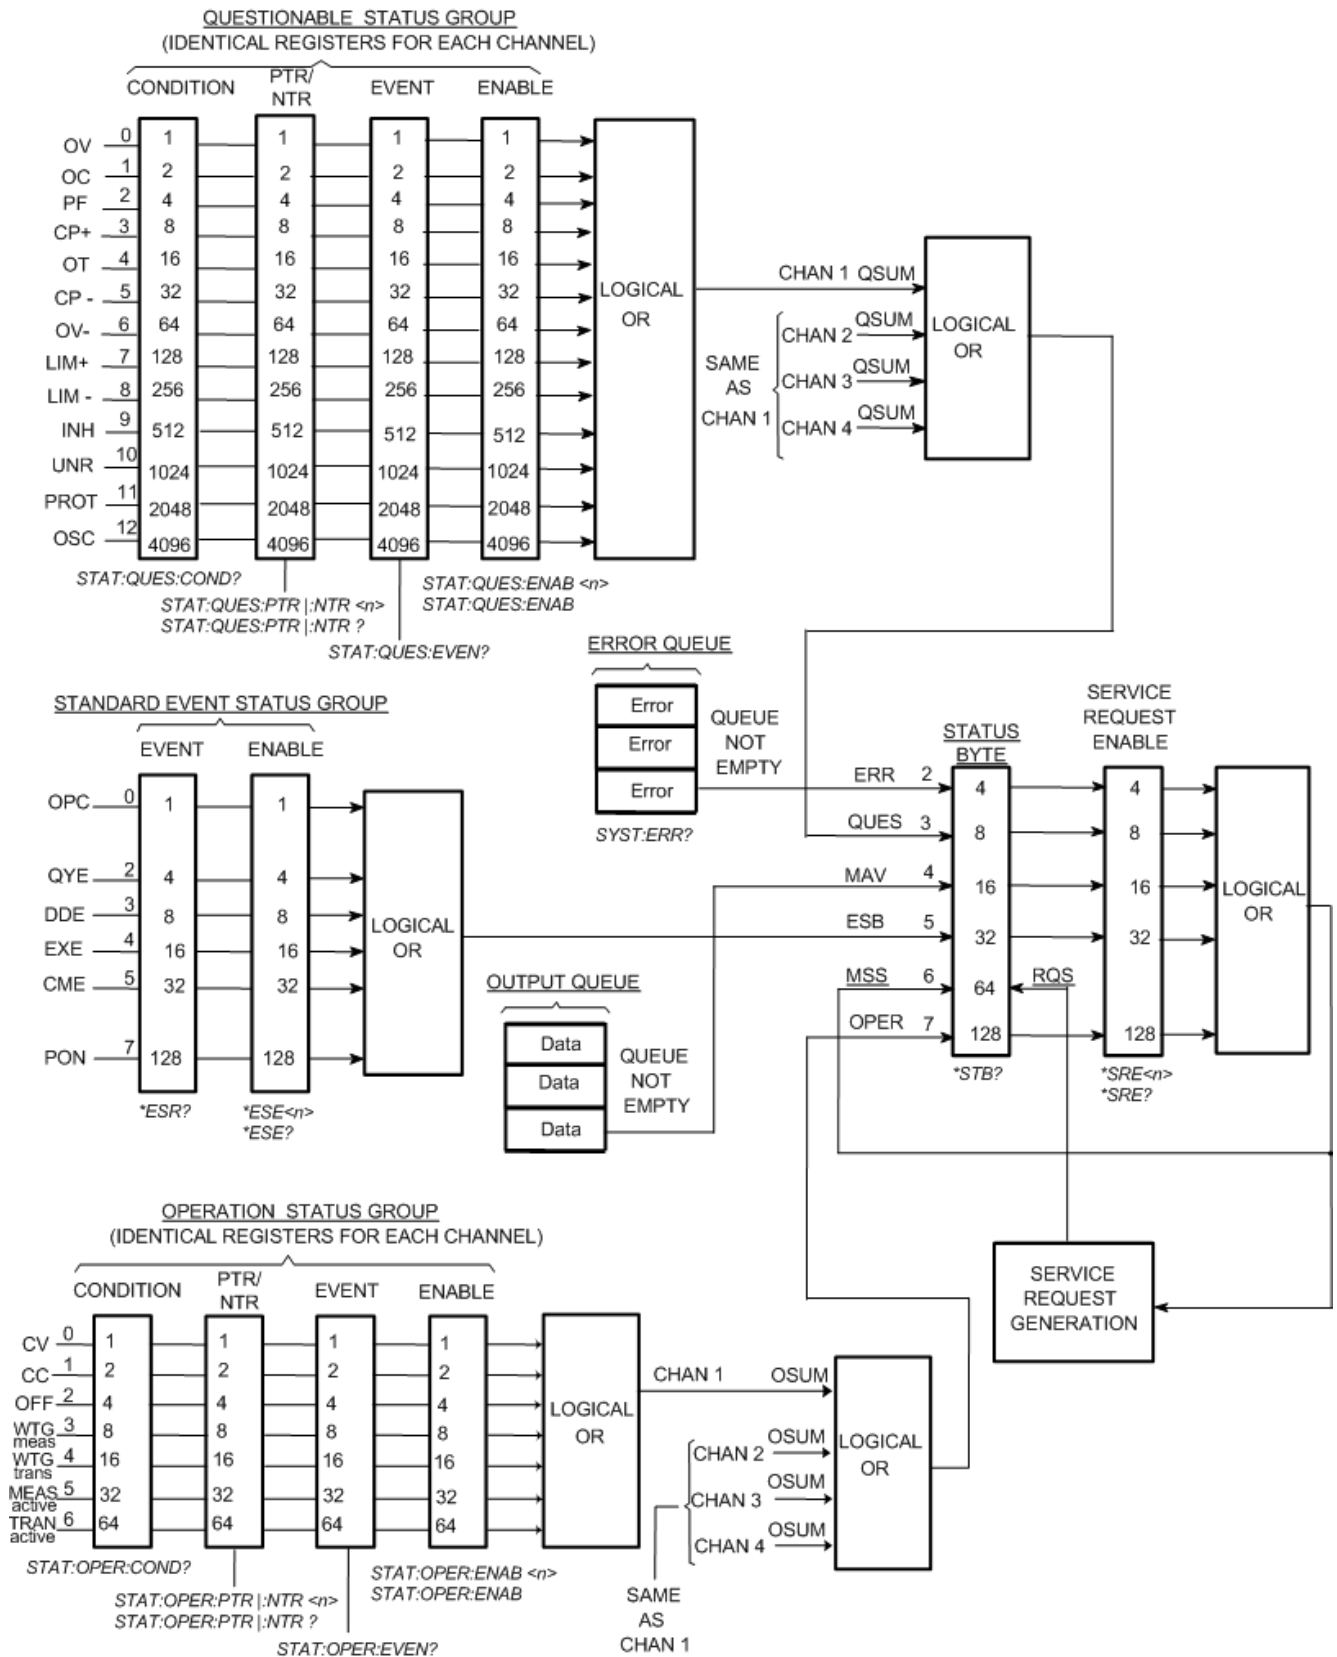 QUESTIONABLE STATUS GROUP
(IDENTICAL REGISTERS FOR EACH CHANNEL)
CONDITION
PTR/
NTR
EVENT
ENABLE
OV 0 1 1 1 1
OC 1 2 2 2 2
PF 2 4 4 4 4
CP+ 3 8 8 8 8
OT 4 16 16 16 16
CP - 5 32 32 32 32
OV- 6 64 64 64 64
LIM+ 7 128 128 128 128
LIM - 8 256 256 256 256
INH 9 512 512 512 512
UNR 10 1024 1024 1024 1024
PROT 11 2048 2048 2048 2048
OSC 12 4096 4096 4096 4096
LOGICAL
OR
STAT:QUES:COND?
STAT:QUES:PTR |:NTR <n>
STAT:QUES:PTR |:NTR ?
STAT:QUES:EVEN?
STAT:QUES:ENAB <n>
STAT:QUES:ENAB
CHAN 1 QSUM
CHAN 2 QSUM
CHAN 3 QSUM
CHAN 4 QSUM
SAME
AS
CHAN 1
LOGICAL
OR
ERROR QUEUE
Error
Error
Error
QUEUE
NOT
EMPTY
SYST:ERR?
STANDARD EVENT STATUS GROUP
EVENT
ENABLE
OPC 0 1 1
QYE 2 4 4
DDE 3 8 8
EXE 4 16 16
CME 5 32 32
PON 7 128 128
LOGICAL
OR
*ESR?
*ESE<n>
*ESE?
OUTPUT QUEUE
Data
Data
Data
QUEUE
NOT
EMPTY
STATUS
BYTE
SERVICE
REQUEST
ENABLE
ERR 2 4 4
QUES 3 8 8
MAV 4 16 16
ESB 5 32 32
MSS 6 64 RQS
OPER 7 128 128
LOGICAL
OR
*STB?
*SRE<n>
*SRE?
SERVICE
REQUEST
GENERATION
OPERATION STATUS GROUP
(IDENTICAL REGISTERS FOR EACH CHANNEL)
CONDITION
PTR/
NTR
EVENT
ENABLE
CV 0 1 1 1 1
CC 1 2 2 2 2
OFF 2 4 4 4 4
WTG 3 8 8 8 8
meas
WTG 4 16 16 16 16
trans
MEAS 5 32 32 32 32
active
TRAN 6 64 64 64 64
active
LOGICAL
OR
STAT:OPER:COND?
STAT:OPER:PTR |:NTR <n>
STAT:OPER:PTR |:NTR ?
STAT:OPER:EVEN?
STAT:OPER:ENAB <n>
STAT:OPER:ENAB
CHAN 1 OSUM
CHAN 2 OSUM
CHAN 3 OSUM
CHAN 4 OSUM
SAME
AS
CHAN 1
LOGICAL
OR